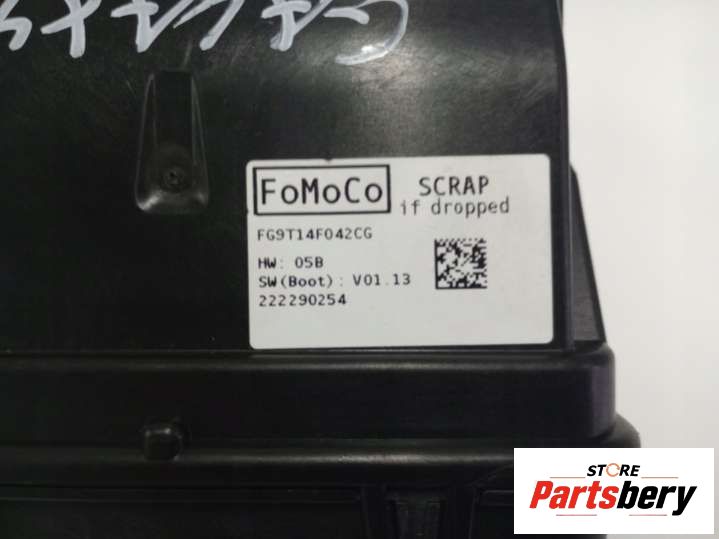 FoMoCo
SCRAP
if dropped
FG9T14F042CG
HW: 05B
SW(Boot): V01.13
222290254
STORE
Partsbery